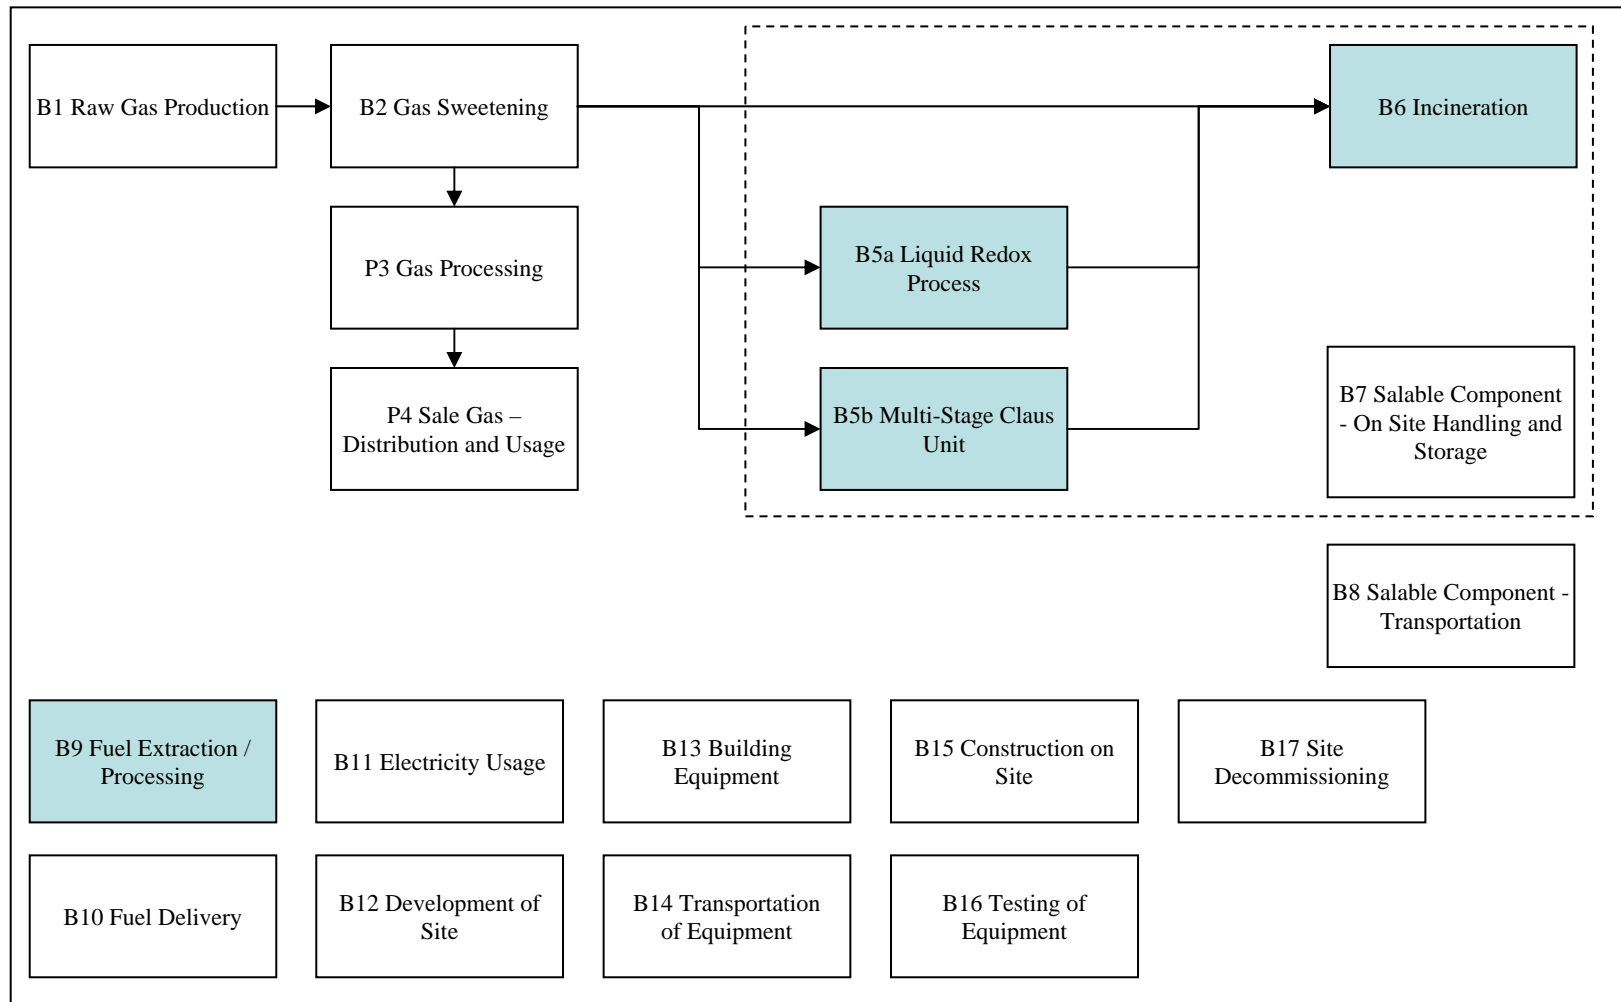 B1 Raw Gas Production
B2 Gas Sweetening
B6 Incineration
P3 Gas Processing
B5a Liquid Redox
Process
P4 Sale Gas –
Distribution and Usage
B5b Multi-Stage Claus
Unit
B7 Salable Component
- On Site Handling and
Storage
B8 Salable Component -
Transportation
B9 Fuel Extraction /
Processing
B11 Electricity Usage
B13 Building
Equipment
B15 Construction on
Site
B17 Site
Decommissioning
B10 Fuel Delivery
B12 Development of
Site
B14 Transportation
of Equipment
B16 Testing of
Equipment